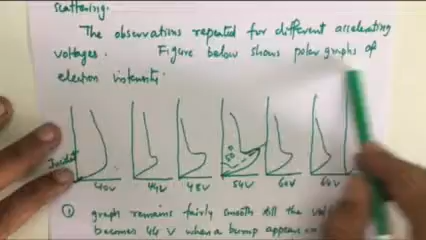 scattering.
The observations repeated for different accelerating
voltages. Figure below shows polar graphs of
electron intensity.
50°
40V 44V 48V 54V 60V 64V
① graph remains fairly smooth till the
becomes 44 V when a bump appears